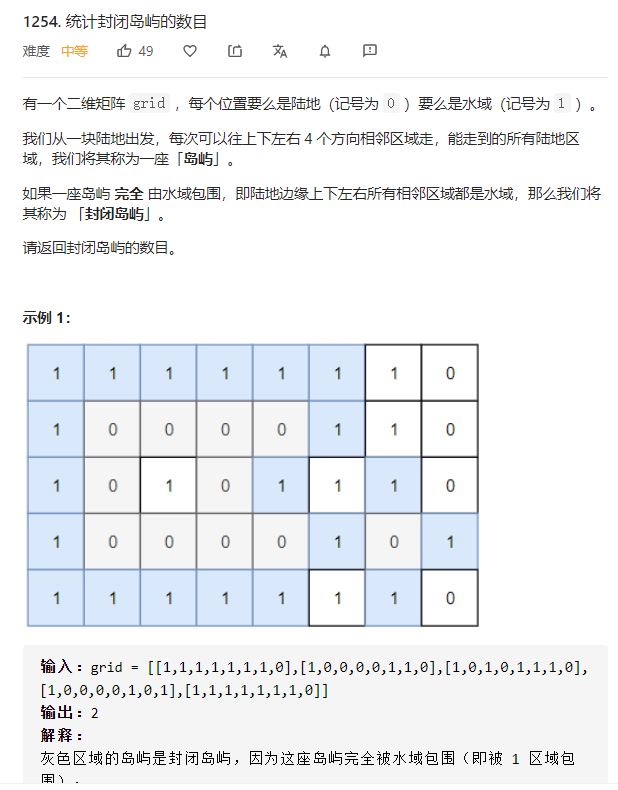 1254. 统计封闭岛屿的数目
难度 中等 49
有一个二维矩阵 grid ，每个位置要么是陆地（记号为 0 ）要么是水域（记号为 1 ）。
我们从一块陆地出发，每次可以往上下左右 4 个方向相邻区域走，能走到的所有陆地区
域，我们将其称为一座「岛屿」。
如果一座岛屿 完全 由水域包围，即陆地边缘上下左右所有相邻区域都是水域，那么我们将
其称为 「封闭岛屿」。
请返回封闭岛屿的数目。
示例 1：
1 1 1 1 1 1 1 0
1 0 0 0 0 1 1 0
1 0 1 0 1 1 1 0
1 0 0 0 0 1 0 1
1 1 1 1 1 1 1 0
输入：grid = [[1,1,1,1,1,1,1,0],[1,0,0,0,0,1,1,0],[1,0,1,0,1,1,1,0],
[1,0,0,0,0,1,0,1],[1,1,1,1,1,1,1,0]]
输出：2
解释：
灰色区域的岛屿是封闭岛屿，因为这座岛屿完全被水域包围（即被 1 区域包
围）。